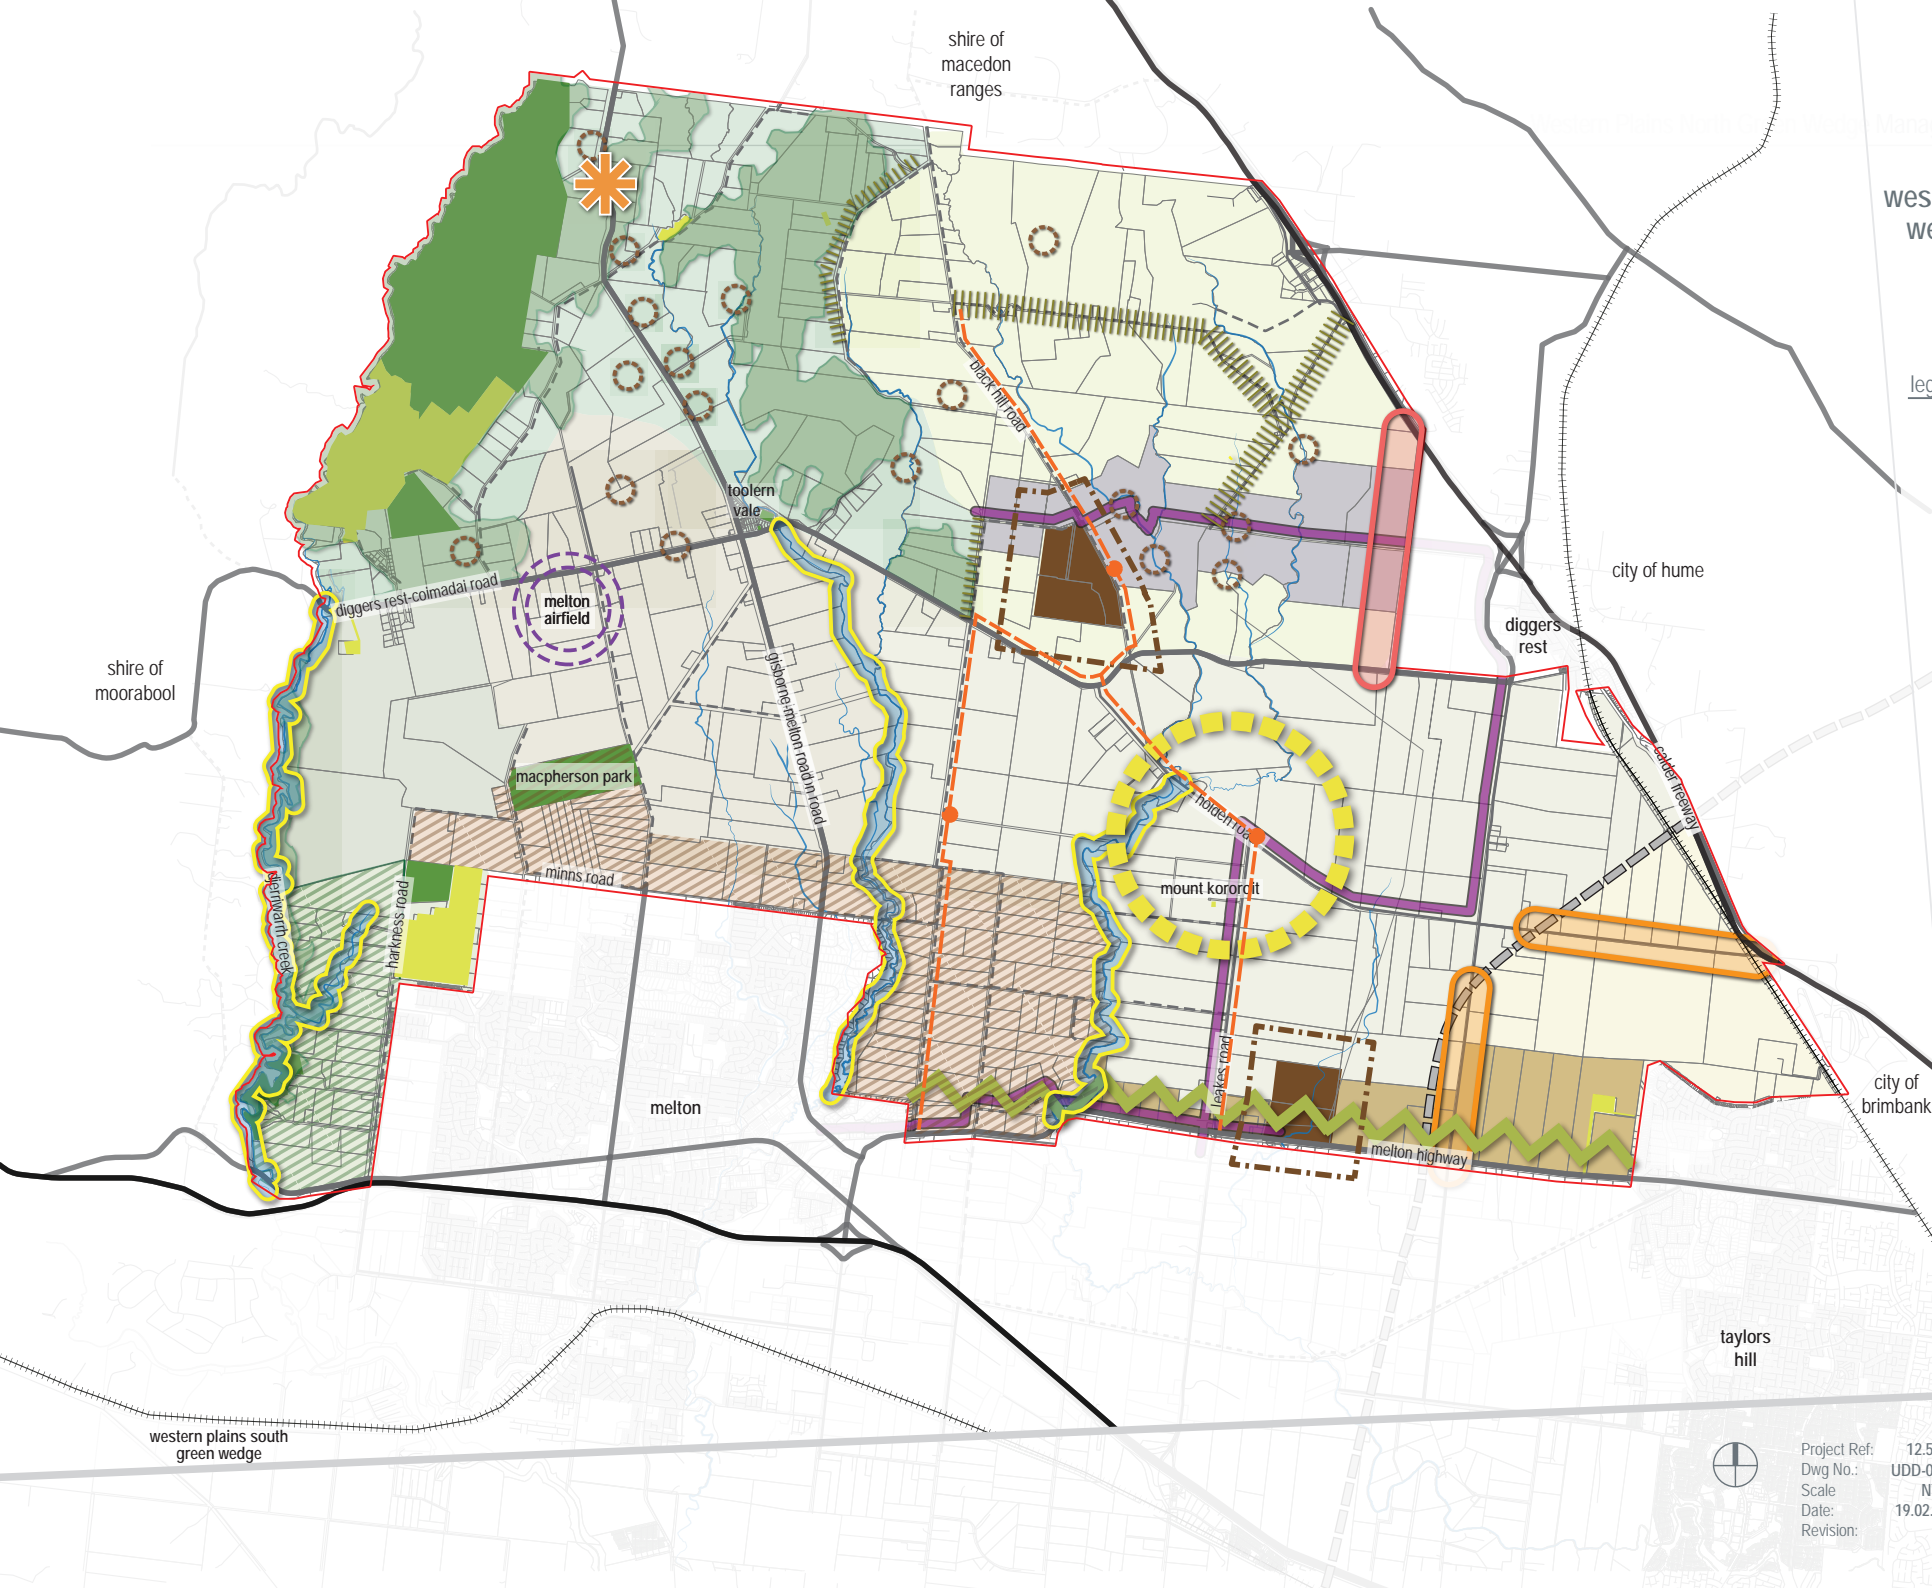 shire of
macedon
ranges
wes
we
leg
black hill road
toolern
vale
city of hume
diggers rest-coimadai road
melton
airfield
diggers
rest
shire of
moorabool
gisborne-melton road
calder freeway
macpherson park
holden road
minns road
mount kororoit
djerriwarrh creek
harkness road
leakes road
city of
brimbank
melton
melton highway
taylors
hill
western plains south
green wedge
Project Ref: 12.5
Dwg No.: UDD-0
Scale N
Date: 19.02.
Revision: